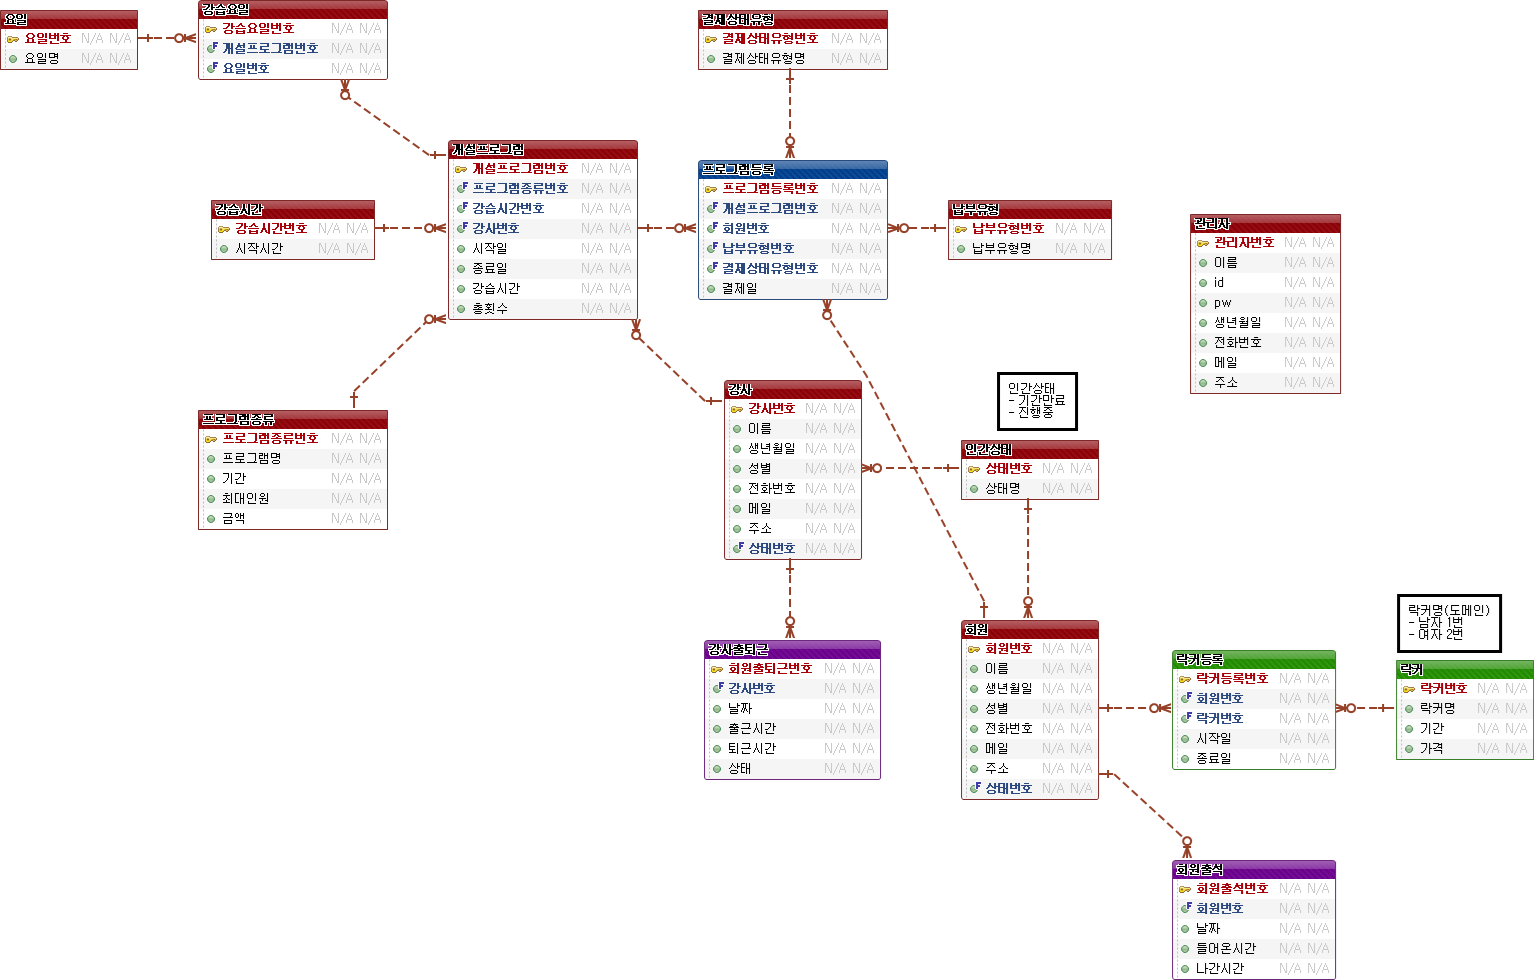 요일
요일번호 N/A N/A
요일명 N/A N/A
강습요일
강습요일번호 N/A N/A
개설프로그램번호 N/A N/A
요일번호 N/A N/A
결제상태유형
결제상태유형번호 N/A N/A
결제상태유형명 N/A N/A
개설프로그램
개설프로그램번호 N/A N/A
프로그램종류번호 N/A N/A
강습시간번호 N/A N/A
강사번호 N/A N/A
시작일 N/A N/A
종료일 N/A N/A
강습시간 N/A N/A
총횟수 N/A N/A
프로그램등록
프로그램등록번호 N/A N/A
개설프로그램번호 N/A N/A
회원번호 N/A N/A
납부유형번호 N/A N/A
결제상태유형번호 N/A N/A
결제일 N/A N/A
강습시간
강습시간번호 N/A N/A
시작시간 N/A N/A
납부유형
납부유형번호 N/A N/A
납부유형명 N/A N/A
관리자
관리자번호 N/A N/A
이름 N/A N/A
id N/A N/A
pw N/A N/A
생년월일 N/A N/A
전화번호 N/A N/A
메일 N/A N/A
주소 N/A N/A
프로그램종류
프로그램종류번호 N/A N/A
프로그램명 N/A N/A
기간 N/A N/A
최대인원 N/A N/A
금액 N/A N/A
강사
강사번호 N/A N/A
이름 N/A N/A
생년월일 N/A N/A
성별 N/A N/A
전화번호 N/A N/A
메일 N/A N/A
주소 N/A N/A
상태번호 N/A N/A
인간상태
- 기간만료
- 진행중
인간상태
상태번호 N/A N/A
상태명 N/A N/A
강사출퇴근
회원출퇴근번호 N/A N/A
강사번호 N/A N/A
날짜 N/A N/A
출근시간 N/A N/A
퇴근시간 N/A N/A
상태 N/A N/A
회원
회원번호 N/A N/A
이름 N/A N/A
생년월일 N/A N/A
성별 N/A N/A
전화번호 N/A N/A
메일 N/A N/A
주소 N/A N/A
상태번호 N/A N/A
락커등록
락커등록번호 N/A N/A
회원번호 N/A N/A
락커번호 N/A N/A
시작일 N/A N/A
종료일 N/A N/A
락커명(도메인)
- 남자 1번
- 여자 2번
락커
락커번호 N/A N/A
락커명 N/A N/A
기간 N/A N/A
가격 N/A N/A
회원출석
회원출석번호 N/A N/A
회원번호 N/A N/A
날짜 N/A N/A
들어온시간 N/A N/A
나간시간 N/A N/A